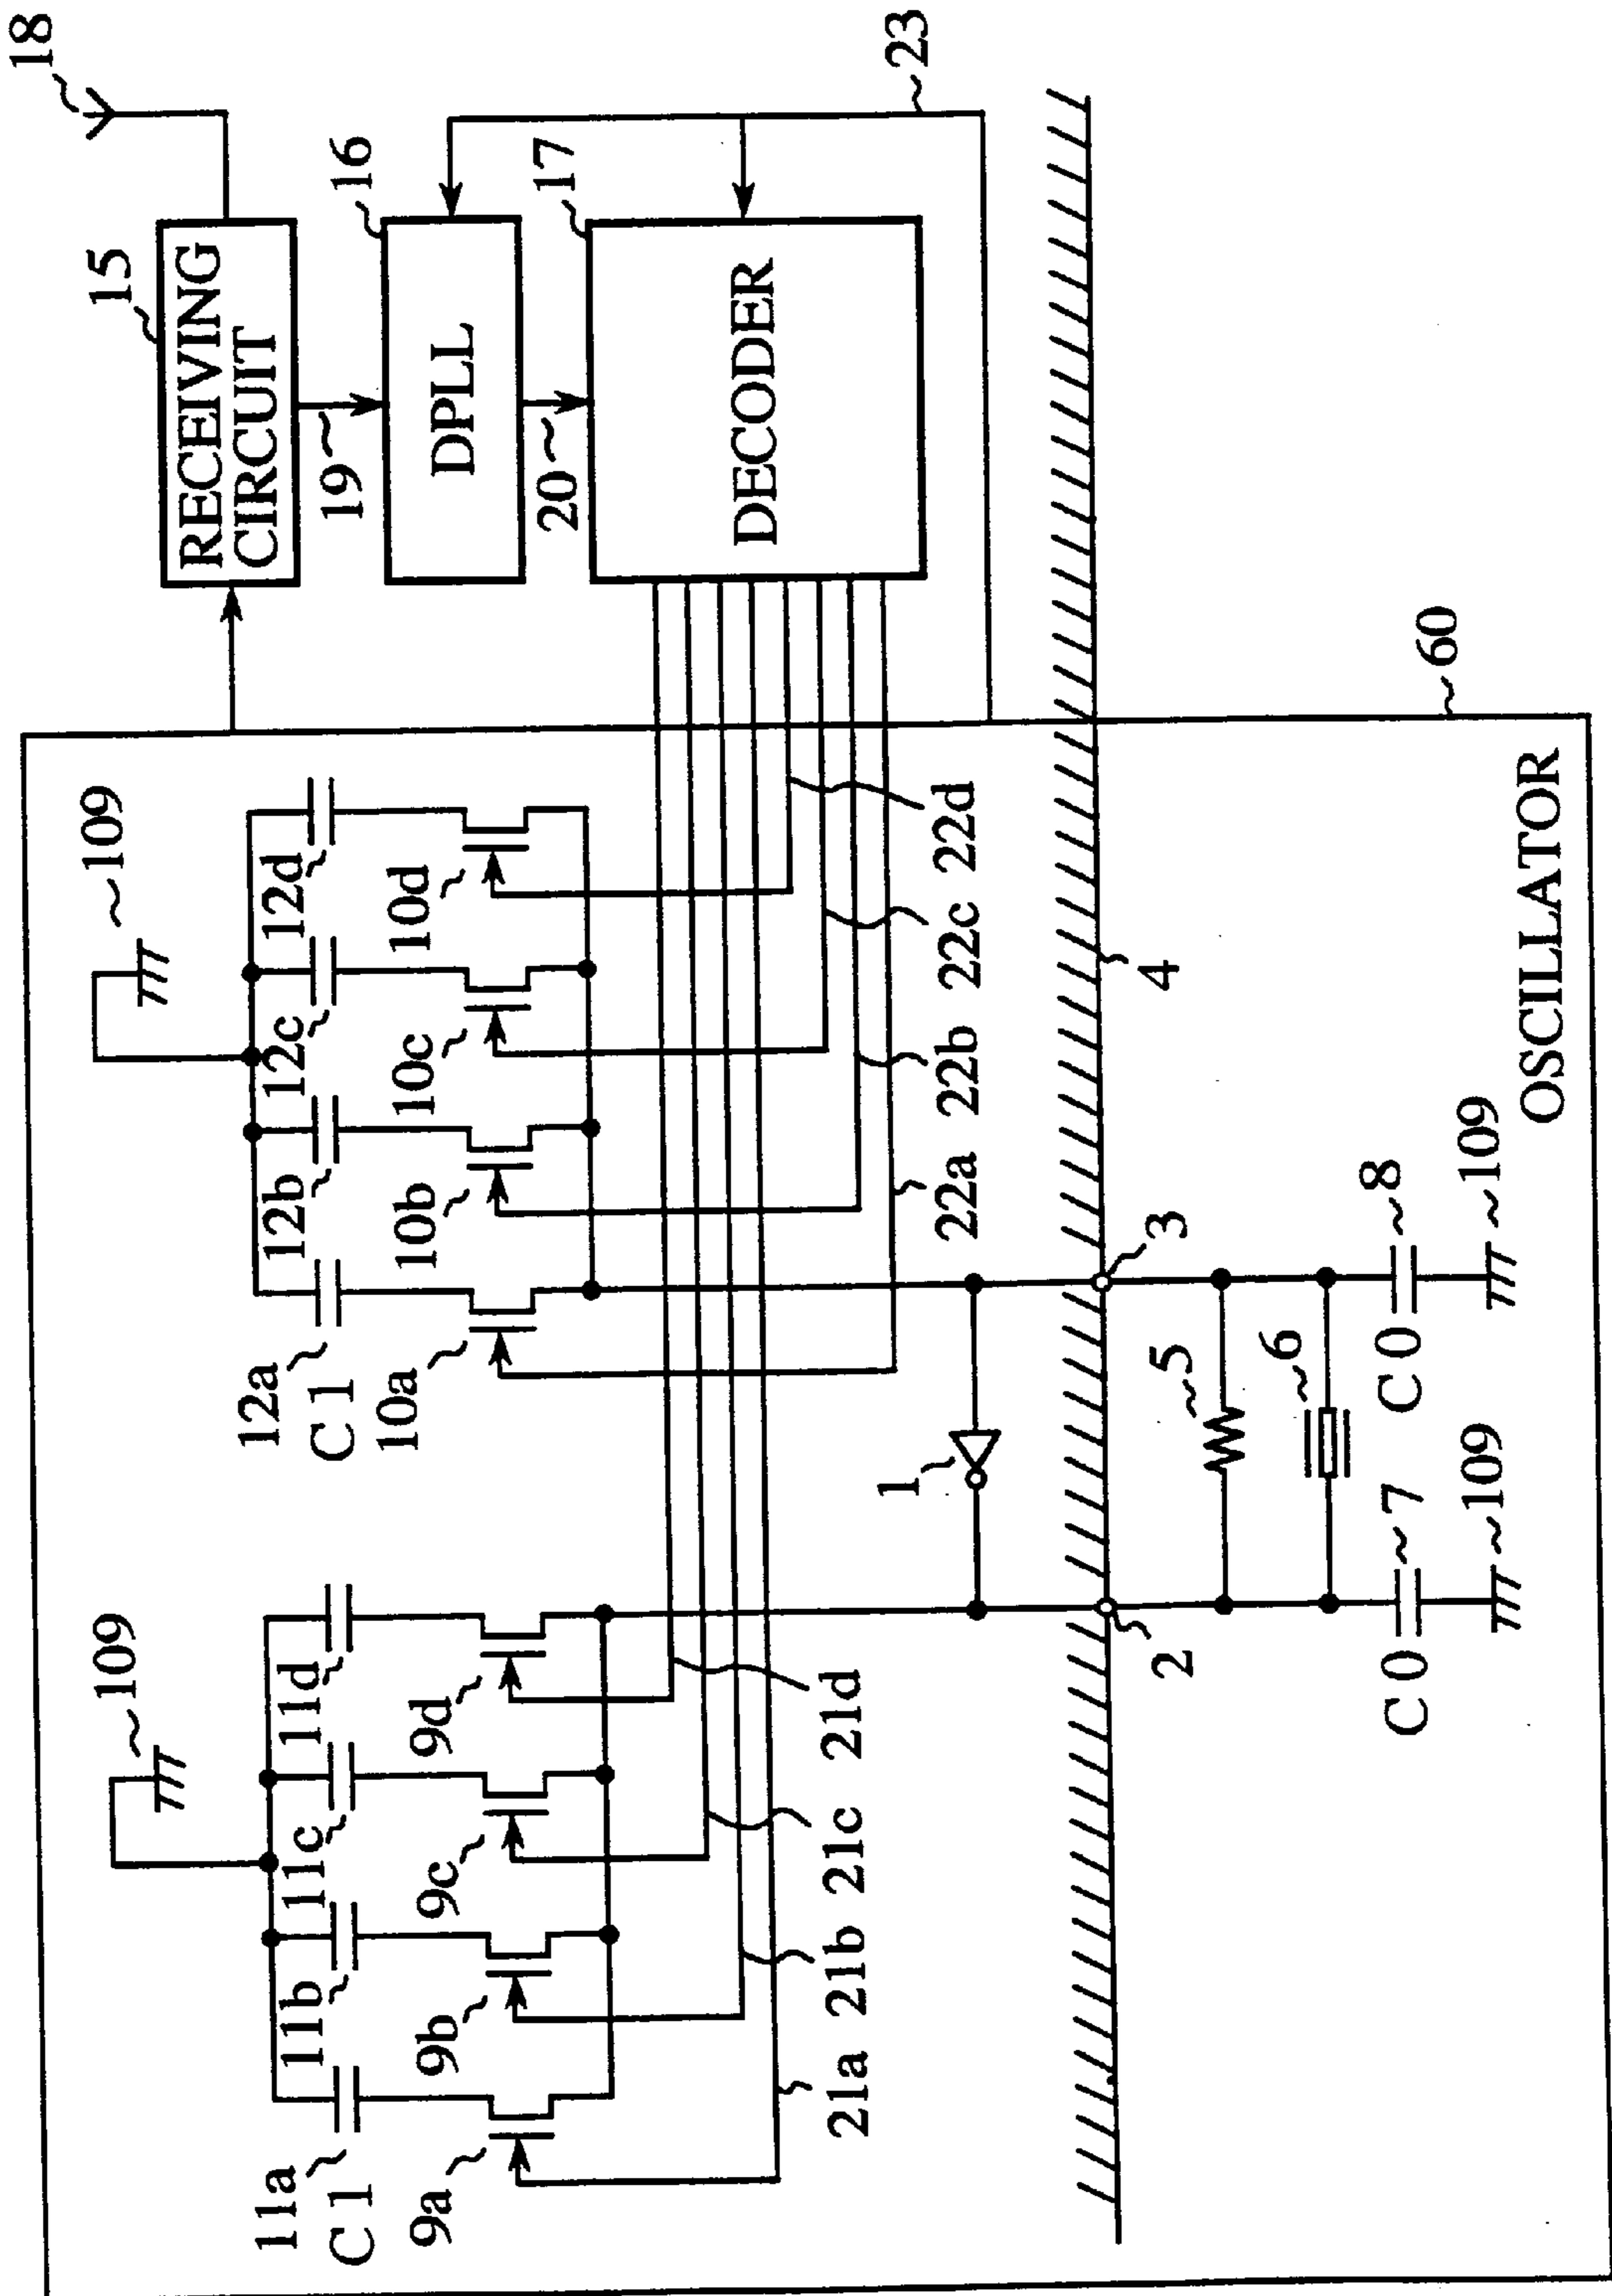 18
15
RECEIVING
CIRCUIT
19
16
DPLL
20
17
DECODER
23
109
12a
C1
12b
12c
12d
10a
10b
10c
10d
22a
22b
22c
22d
109
11a
C1
11b
11c
11d
9a
9b
9c
9d
21a
21b
21c
21d
1
2
3
4
5
6
C0
7
109
C0
8
109
OSCILLATOR
60